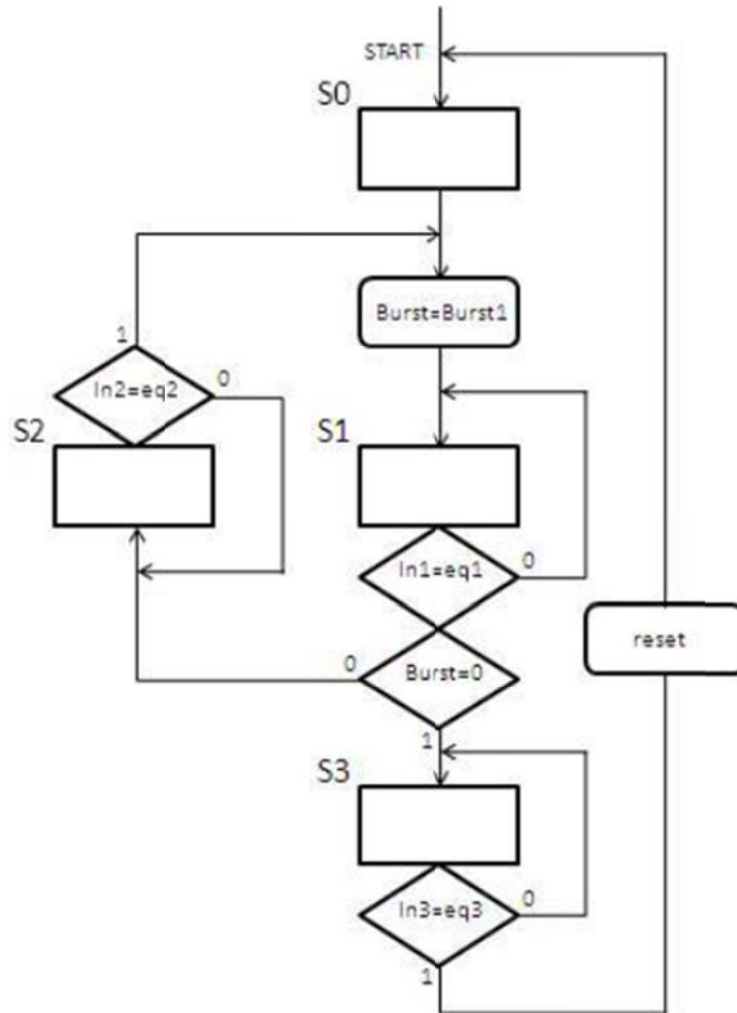 START
S0
Burst=Burst1
1
In2=eq2
0
S2
S1
In1=eq1
0
reset
0
Burst=0
1
S3
In3=eq3
0
1